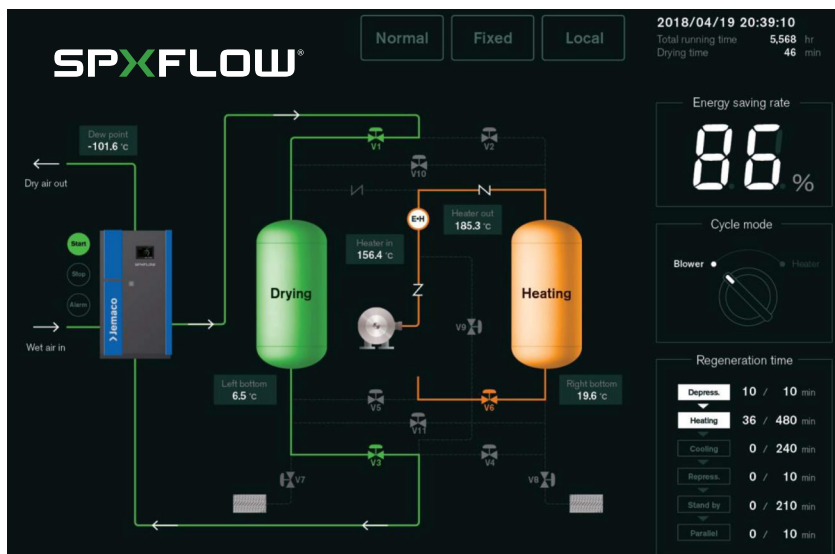 Normal
Fixed
Local
2018/04/19 20:39:10
Total running time 5,568 hr
Drying time 46 min
SPXFLOW®
Dew point
-101.6 °C
Dry air out
V1
V2
V10
Energy saving rate
86 %
E•H
Heater out
185.3 °C
Heater in
156.4 °C
Start
SPXFLOW
Stop
Alarm
Jemaco
Wet air in
Drying
Heating
Cycle mode
Blower
Heater
V9
Left bottom
6.5 °C
Right bottom
19.6 °C
V5
V6
V11
V3
V4
V7
V8
Regeneration time
Depress. 10 / 10 min
Heating 36 / 480 min
Cooling 0 / 240 min
Repress. 0 / 10 min
Stand by 0 / 210 min
Parallel 0 / 10 min